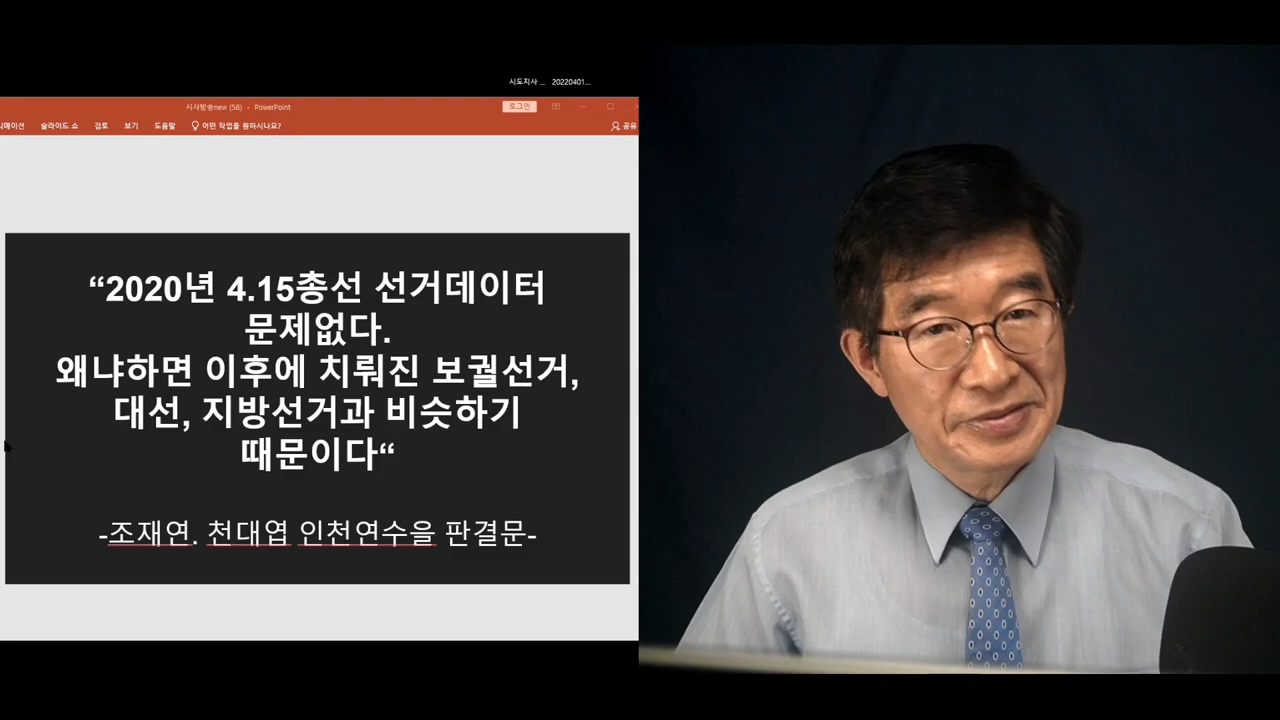 시도지사 ... 20220401...
시사방송new (58) - PowerPoint
로그인
니메이션 슬라이드 쇼 검토 보기 도움말 어떤 작업을 원하시나요? 공유
“2020년 4.15총선 선거데이터
문제없다.
왜냐하면 이후에 치뤄진 보궐선거,
대선, 지방선거과 비슷하기
때문이다“
-조재연. 천대엽 인천연수을 판결문-